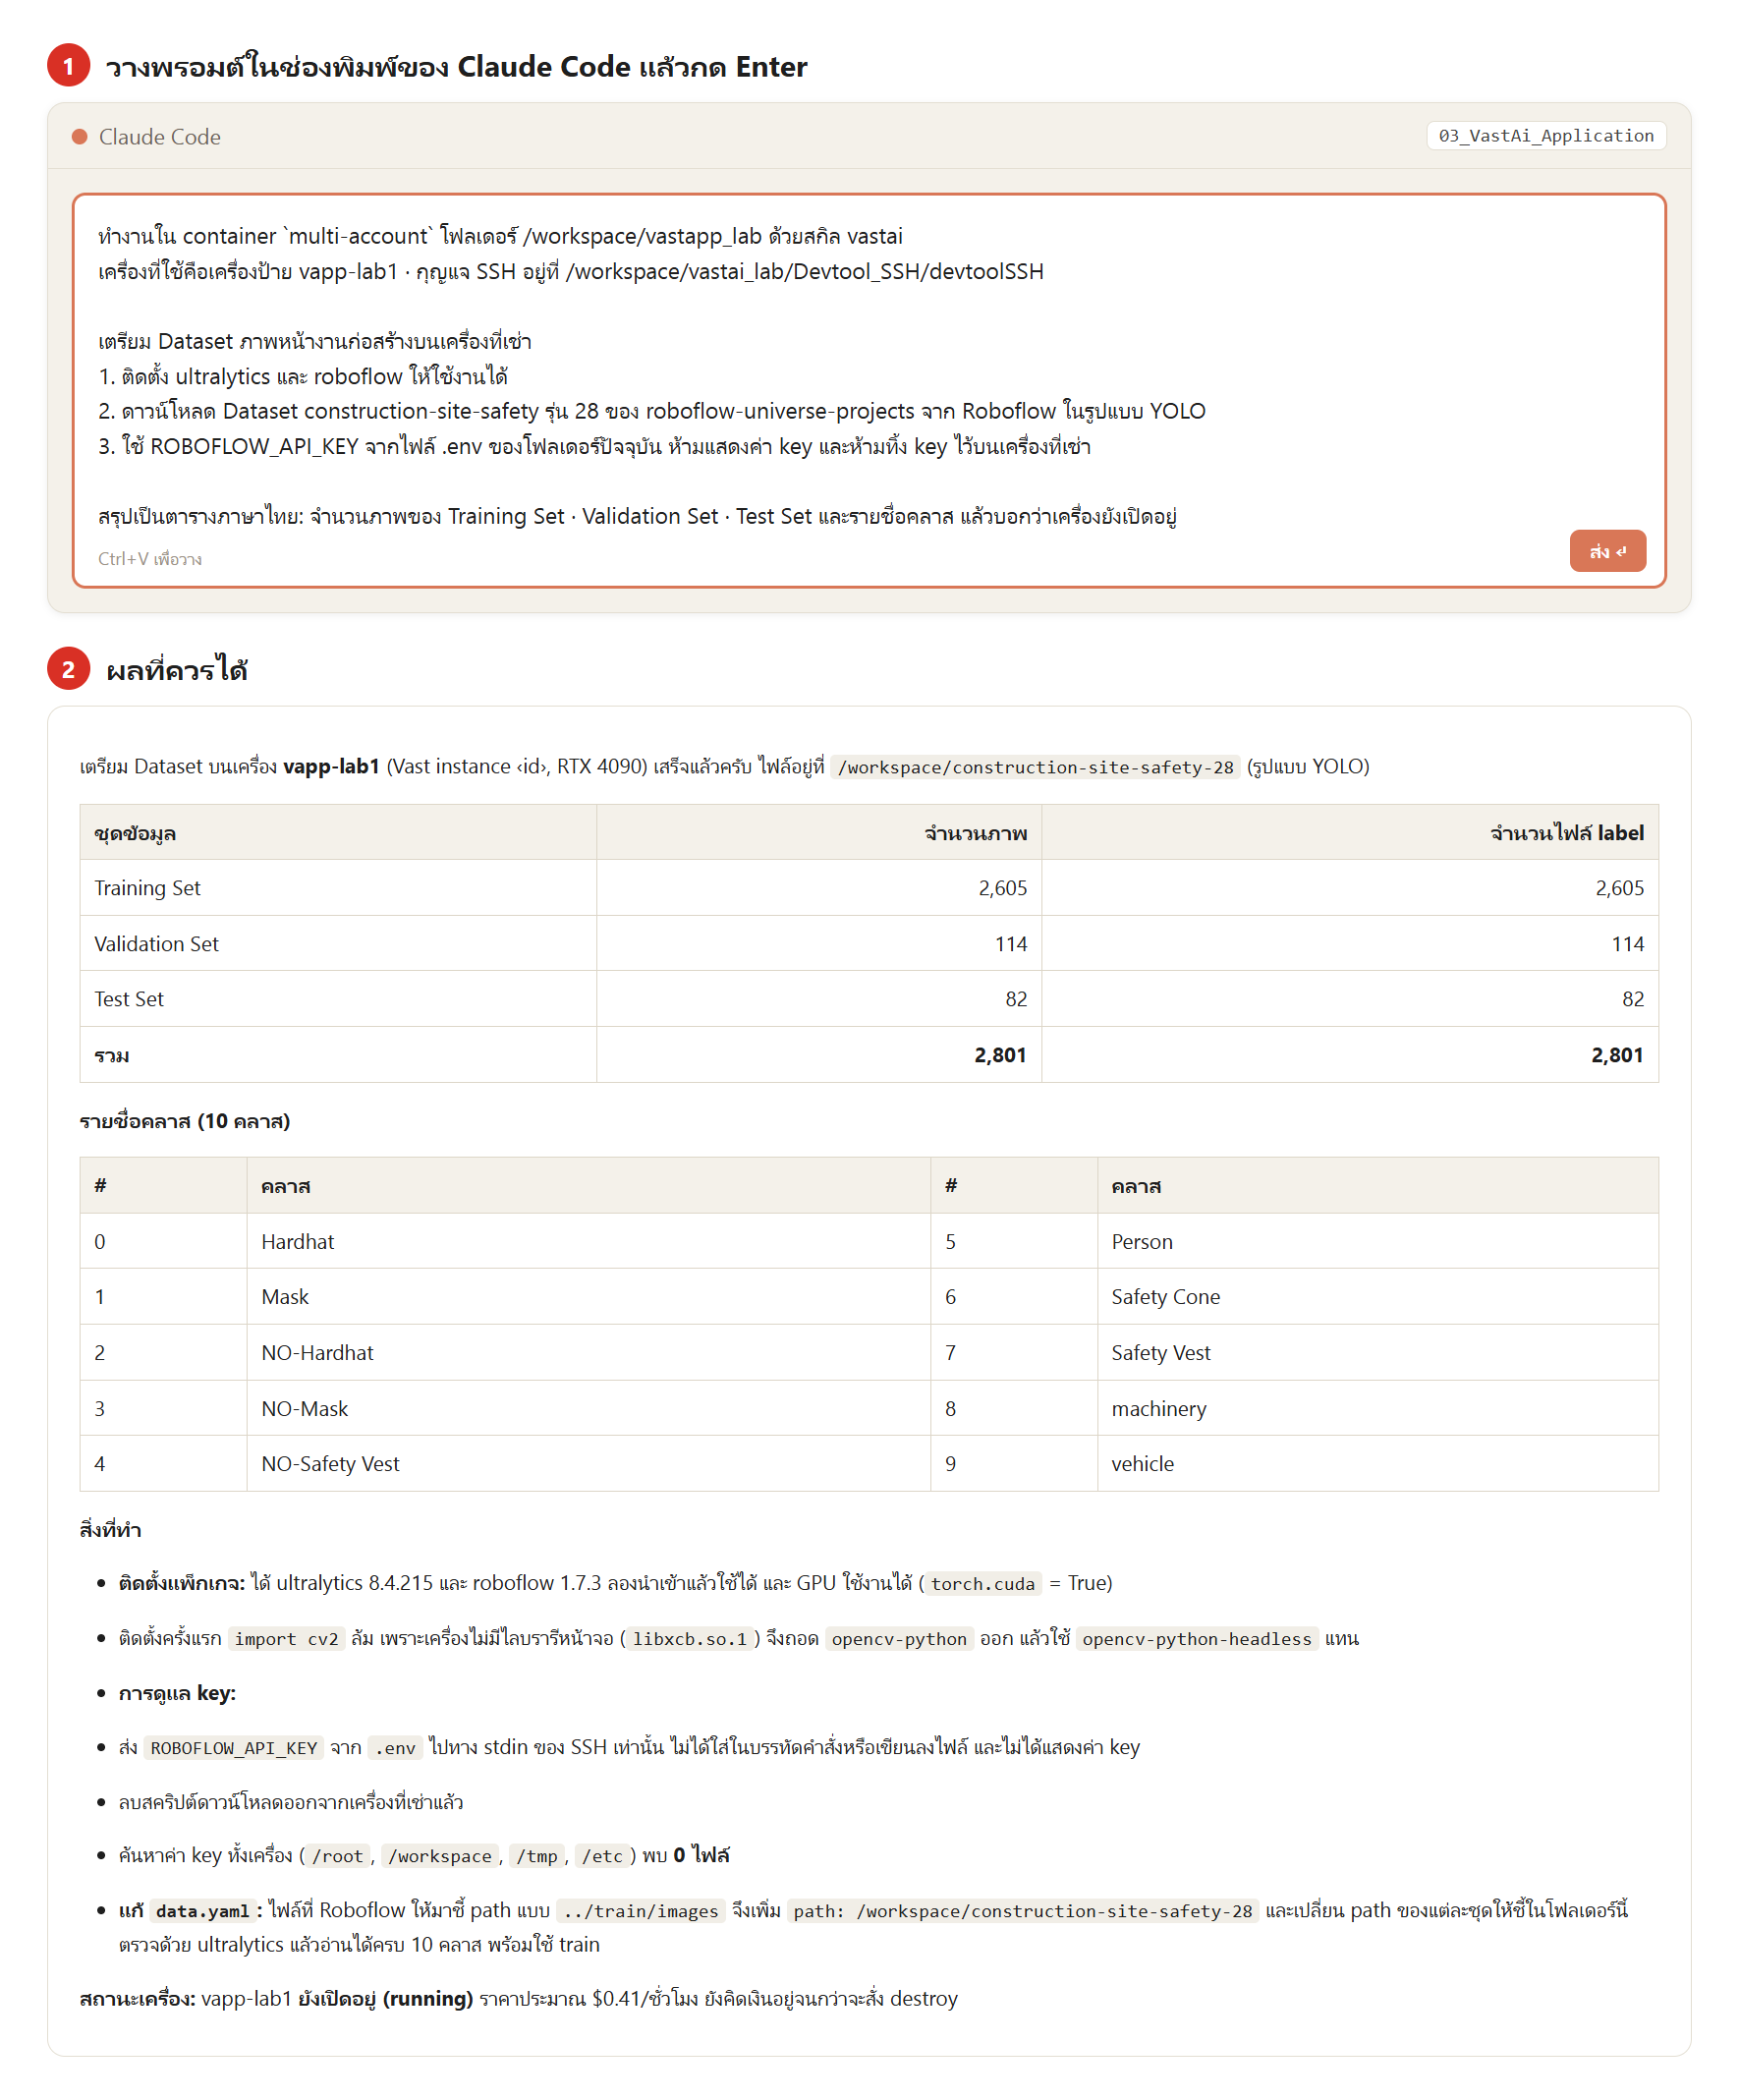 1 วางพรอมต์ในช่องพิมพ์ของ Claude Code แล้วกด Enter
Claude Code
03_VastAi_Application
ทำงานใน container `multi-account` โฟลเดอร์ /workspace/vastapp_lab ด้วยสกิล vastai
เครื่องที่ใช้คือเครื่องป้าย vapp-lab1 · กุญแจ SSH อยู่ที่ /workspace/vastai_lab/Devtool_SSH/devtoolSSH
เตรียม Dataset ภาพหน้างานก่อสร้างบนเครื่องที่เช่า
1. ติดตั้ง ultralytics และ roboflow ให้ใช้งานได้
2. ดาวน์โหลด Dataset construction-site-safety รุ่น 28 ของ roboflow-universe-projects จาก Roboflow ในรูปแบบ YOLO
3. ใช้ ROBOFLOW_API_KEY จากไฟล์ .env ของโฟลเดอร์ปัจจุบัน ห้ามแสดงค่า key และห้ามทิ้ง key ไว้บนเครื่องที่เช่า
สรุปเป็นตารางภาษาไทย: จำนวนภาพของ Training Set · Validation Set · Test Set และรายชื่อคลาส แล้วบอกว่าเครื่องยังเปิดอยู่
Ctrl+V เพื่อวาง
ส่ง ⏎
2 ผลที่ควรได้
เตรียม Dataset บนเครื่อง vapp-lab1 (Vast instance ‹id›, RTX 4090) เสร็จแล้วครับ ไฟล์อยู่ที่ /workspace/construction-site-safety-28 (รูปแบบ YOLO)
ชุดข้อมูล จำนวนภาพ จำนวนไฟล์ label
Training Set 2,605 2,605
Validation Set 114 114
Test Set 82 82
รวม 2,801 2,801
รายชื่อคลาส (10 คลาส)
# คลาส # คลาส
0 Hardhat 5 Person
1 Mask 6 Safety Cone
2 NO-Hardhat 7 Safety Vest
3 NO-Mask 8 machinery
4 NO-Safety Vest 9 vehicle
สิ่งที่ทำ
• ติดตั้งแพ็กเกจ: ได้ ultralytics 8.4.215 และ roboflow 1.7.3 ลองนำเข้าแล้วใช้ได้ และ GPU ใช้งานได้ (torch.cuda = True)
• ติดตั้งครั้งแรก import cv2 ล้ม เพราะเครื่องไม่มีไลบรารีหน้าจอ (libxcb.so.1) จึงถอด opencv-python ออก แล้วใช้ opencv-python-headless แทน
• การดูแล key:
• ส่ง ROBOFLOW_API_KEY จาก .env ไปทาง stdin ของ SSH เท่านั้น ไม่ได้ใส่ในบรรทัดคำสั่งหรือเขียนลงไฟล์ และไม่ได้แสดงค่า key
• ลบสคริปต์ดาวน์โหลดออกจากเครื่องที่เช่าแล้ว
• ค้นหาค่า key ทั้งเครื่อง (/root, /workspace, /tmp, /etc) พบ 0 ไฟล์
• แก้ data.yaml: ไฟล์ที่ Roboflow ให้มาชี้ path แบบ ../train/images จึงเพิ่ม path: /workspace/construction-site-safety-28 และเปลี่ยน path ของแต่ละชุดให้ชี้ในโฟลเดอร์นี้
ตรวจด้วย ultralytics แล้วอ่านได้ครบ 10 คลาส พร้อมใช้ train
สถานะเครื่อง: vapp-lab1 ยังเปิดอยู่ (running) ราคาประมาณ $0.41/ชั่วโมง ยังคิดเงินอยู่จนกว่าจะสั่ง destroy